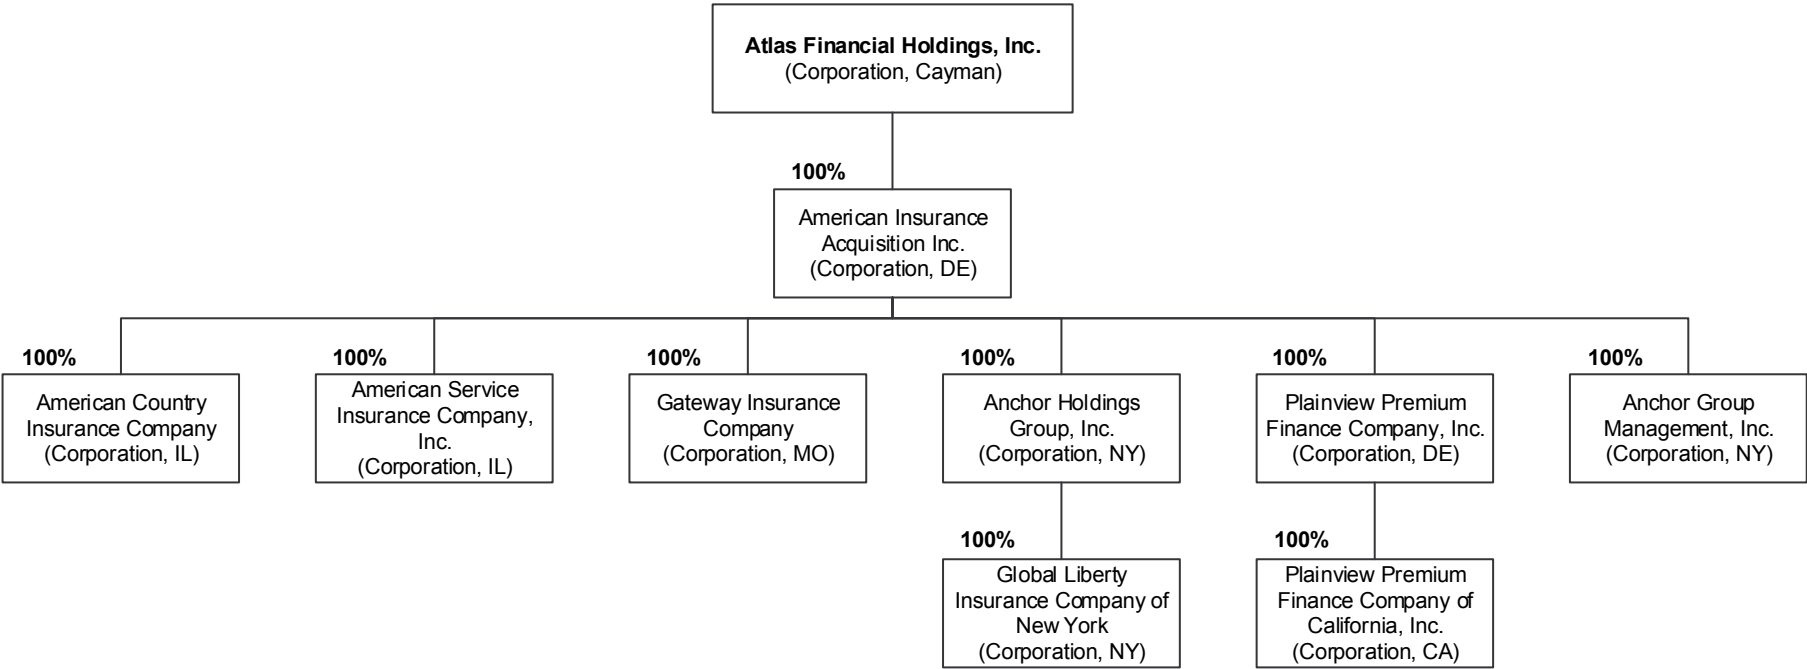 Atlas Financial Holdings, Inc.
(Corporation, Cayman)
100%
American Insurance
Acquisition Inc.
(Corporation, DE)
100%
American Country
Insurance Company
(Corporation, IL)
100%
American Service
Insurance Company,
Inc.
(Corporation, IL)
100%
Gateway Insurance
Company
(Corporation, MO)
100%
Anchor Holdings
Group, Inc.
(Corporation, NY)
100%
Plainview Premium
Finance Company, Inc.
(Corporation, DE)
100%
Anchor Group
Management, Inc.
(Corporation, NY)
100%
Global Liberty
Insurance Company of
New York
(Corporation, NY)
100%
Plainview Premium
Finance Company of
California, Inc.
(Corporation, CA)